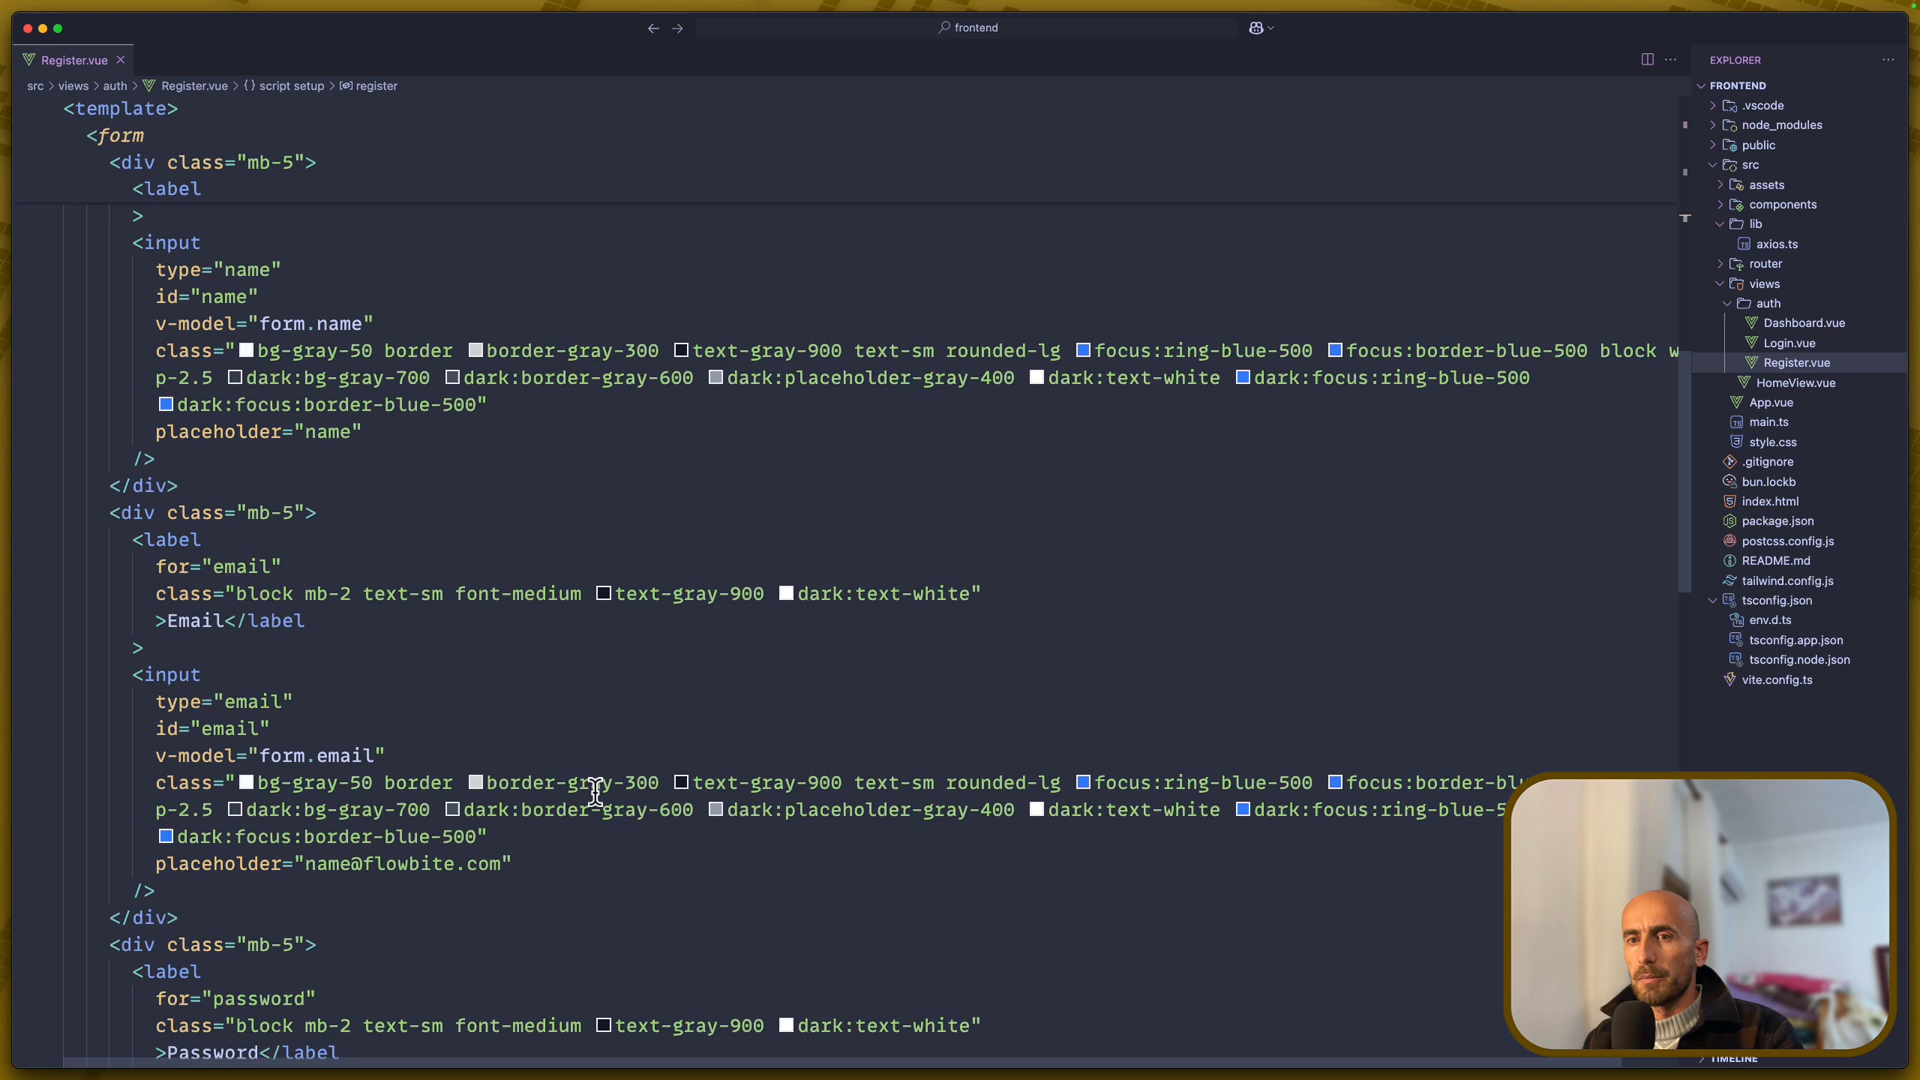 frontend
Register.vue
src > views > auth > Register.vue > {} script setup > register
<template>
<form
<div class="mb-5">
<label
>
<input
type="name"
id="name"
v-model="form.name"
class="bg-gray-50 border border-gray-300 text-gray-900 text-sm rounded-lg focus:ring-blue-500 focus:border-blue-500 block w
p-2.5 dark:bg-gray-700 dark:border-gray-600 dark:placeholder-gray-400 dark:text-white dark:focus:ring-blue-500
dark:focus:border-blue-500"
placeholder="name"
/>
</div>
<div class="mb-5">
<label
for="email"
class="block mb-2 text-sm font-medium text-gray-900 dark:text-white"
>Email</label
>
<input
type="email"
id="email"
v-model="form.email"
class="bg-gray-50 border border-gray-300 text-gray-900 text-sm rounded-lg focus:ring-blue-500 focus:border-blu
p-2.5 dark:bg-gray-700 dark:border-gray-600 dark:placeholder-gray-400 dark:text-white dark:focus:ring-blue-5
dark:focus:border-blue-500"
placeholder="name@flowbite.com"
/>
</div>
<div class="mb-5">
<label
for="password"
class="block mb-2 text-sm font-medium text-gray-900 dark:text-white"
>Password</label
EXPLORER
FRONTEND
.vscode
node_modules
public
src
assets
components
lib
axios.ts
router
views
auth
Dashboard.vue
Login.vue
Register.vue
HomeView.vue
App.vue
main.ts
style.css
.gitignore
bun.lockb
index.html
package.json
postcss.config.js
README.md
tailwind.config.js
tsconfig.json
env.d.ts
tsconfig.app.json
tsconfig.node.json
vite.config.ts
TIMELINE